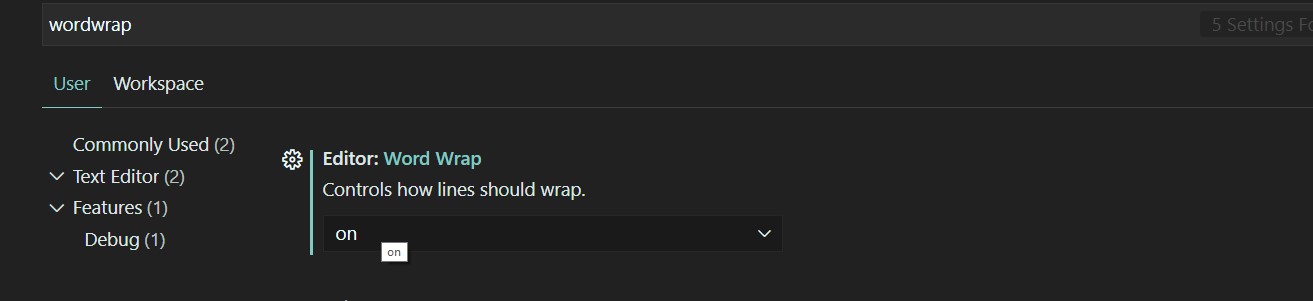 wordwrap
5 Settings Fo
User Workspace
Commonly Used (2)
Text Editor (2)
Features (1)
Debug (1)
Editor: Word Wrap
Controls how lines should wrap.
on
on